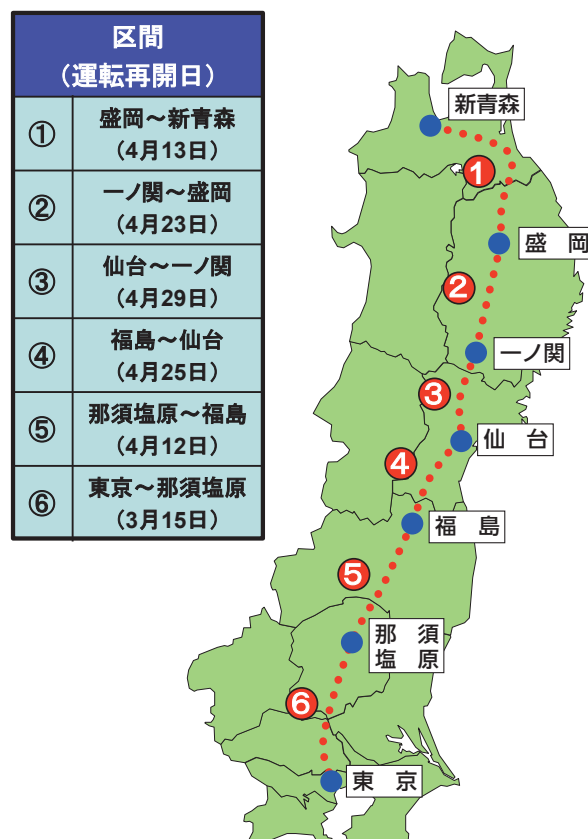 区間
(運転再開日)
① 盛岡～新青森
(4月13日)
② 一ノ関～盛岡
(4月23日)
③ 仙台～一ノ関
(4月29日)
④ 福島～仙台
(4月25日)
⑤ 那須塩原～福島
(4月12日)
⑥ 東京～那須塩原
(3月15日)
新青森
1
盛 岡
2
一ノ関
3
仙 台
4
福 島
5
那 須
塩 原
6
東 京